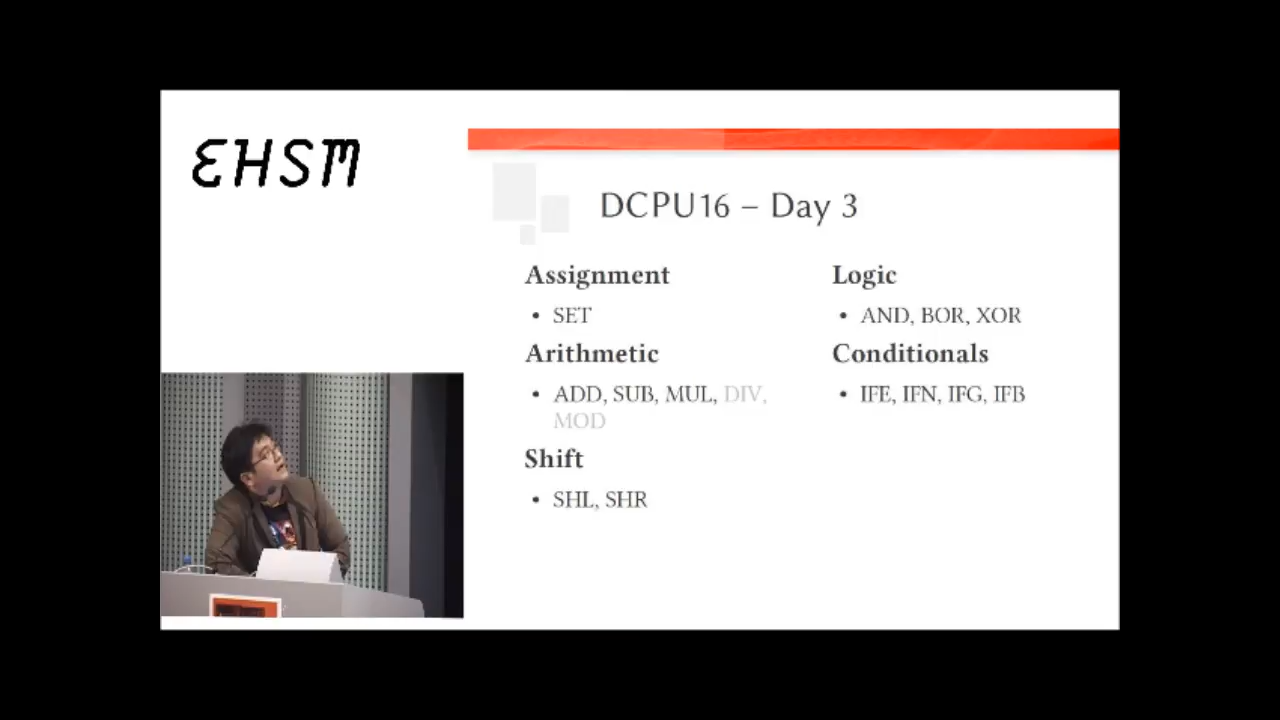 EHSM
DCPU16 – Day 3
Assignment
• SET
Arithmetic
• ADD, SUB, MUL, DIV,
MOD
Shift
• SHL, SHR
Logic
• AND, BOR, XOR
Conditionals
• IFE, IFN, IFG, IFB